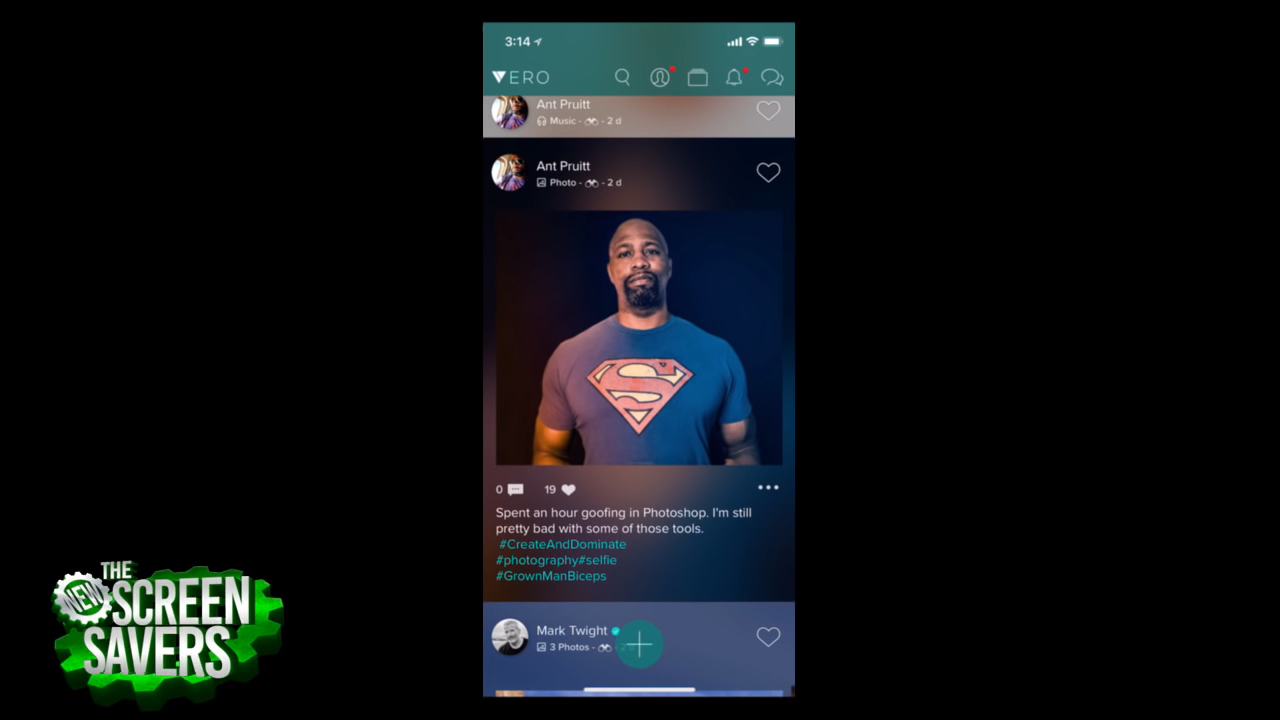 3:14
VERO
Ant Pruitt
Music - - 2 d
Ant Pruitt
Photo - - 2 d
S
0 19
Spent an hour goofing in Photoshop. I'm still
pretty bad with some of those tools.
#CreateAndDominate
#photography#selfie
#GrownManBiceps
Mark Twight
3 Photos -
THE
NEW
SCREEN
SAVERS